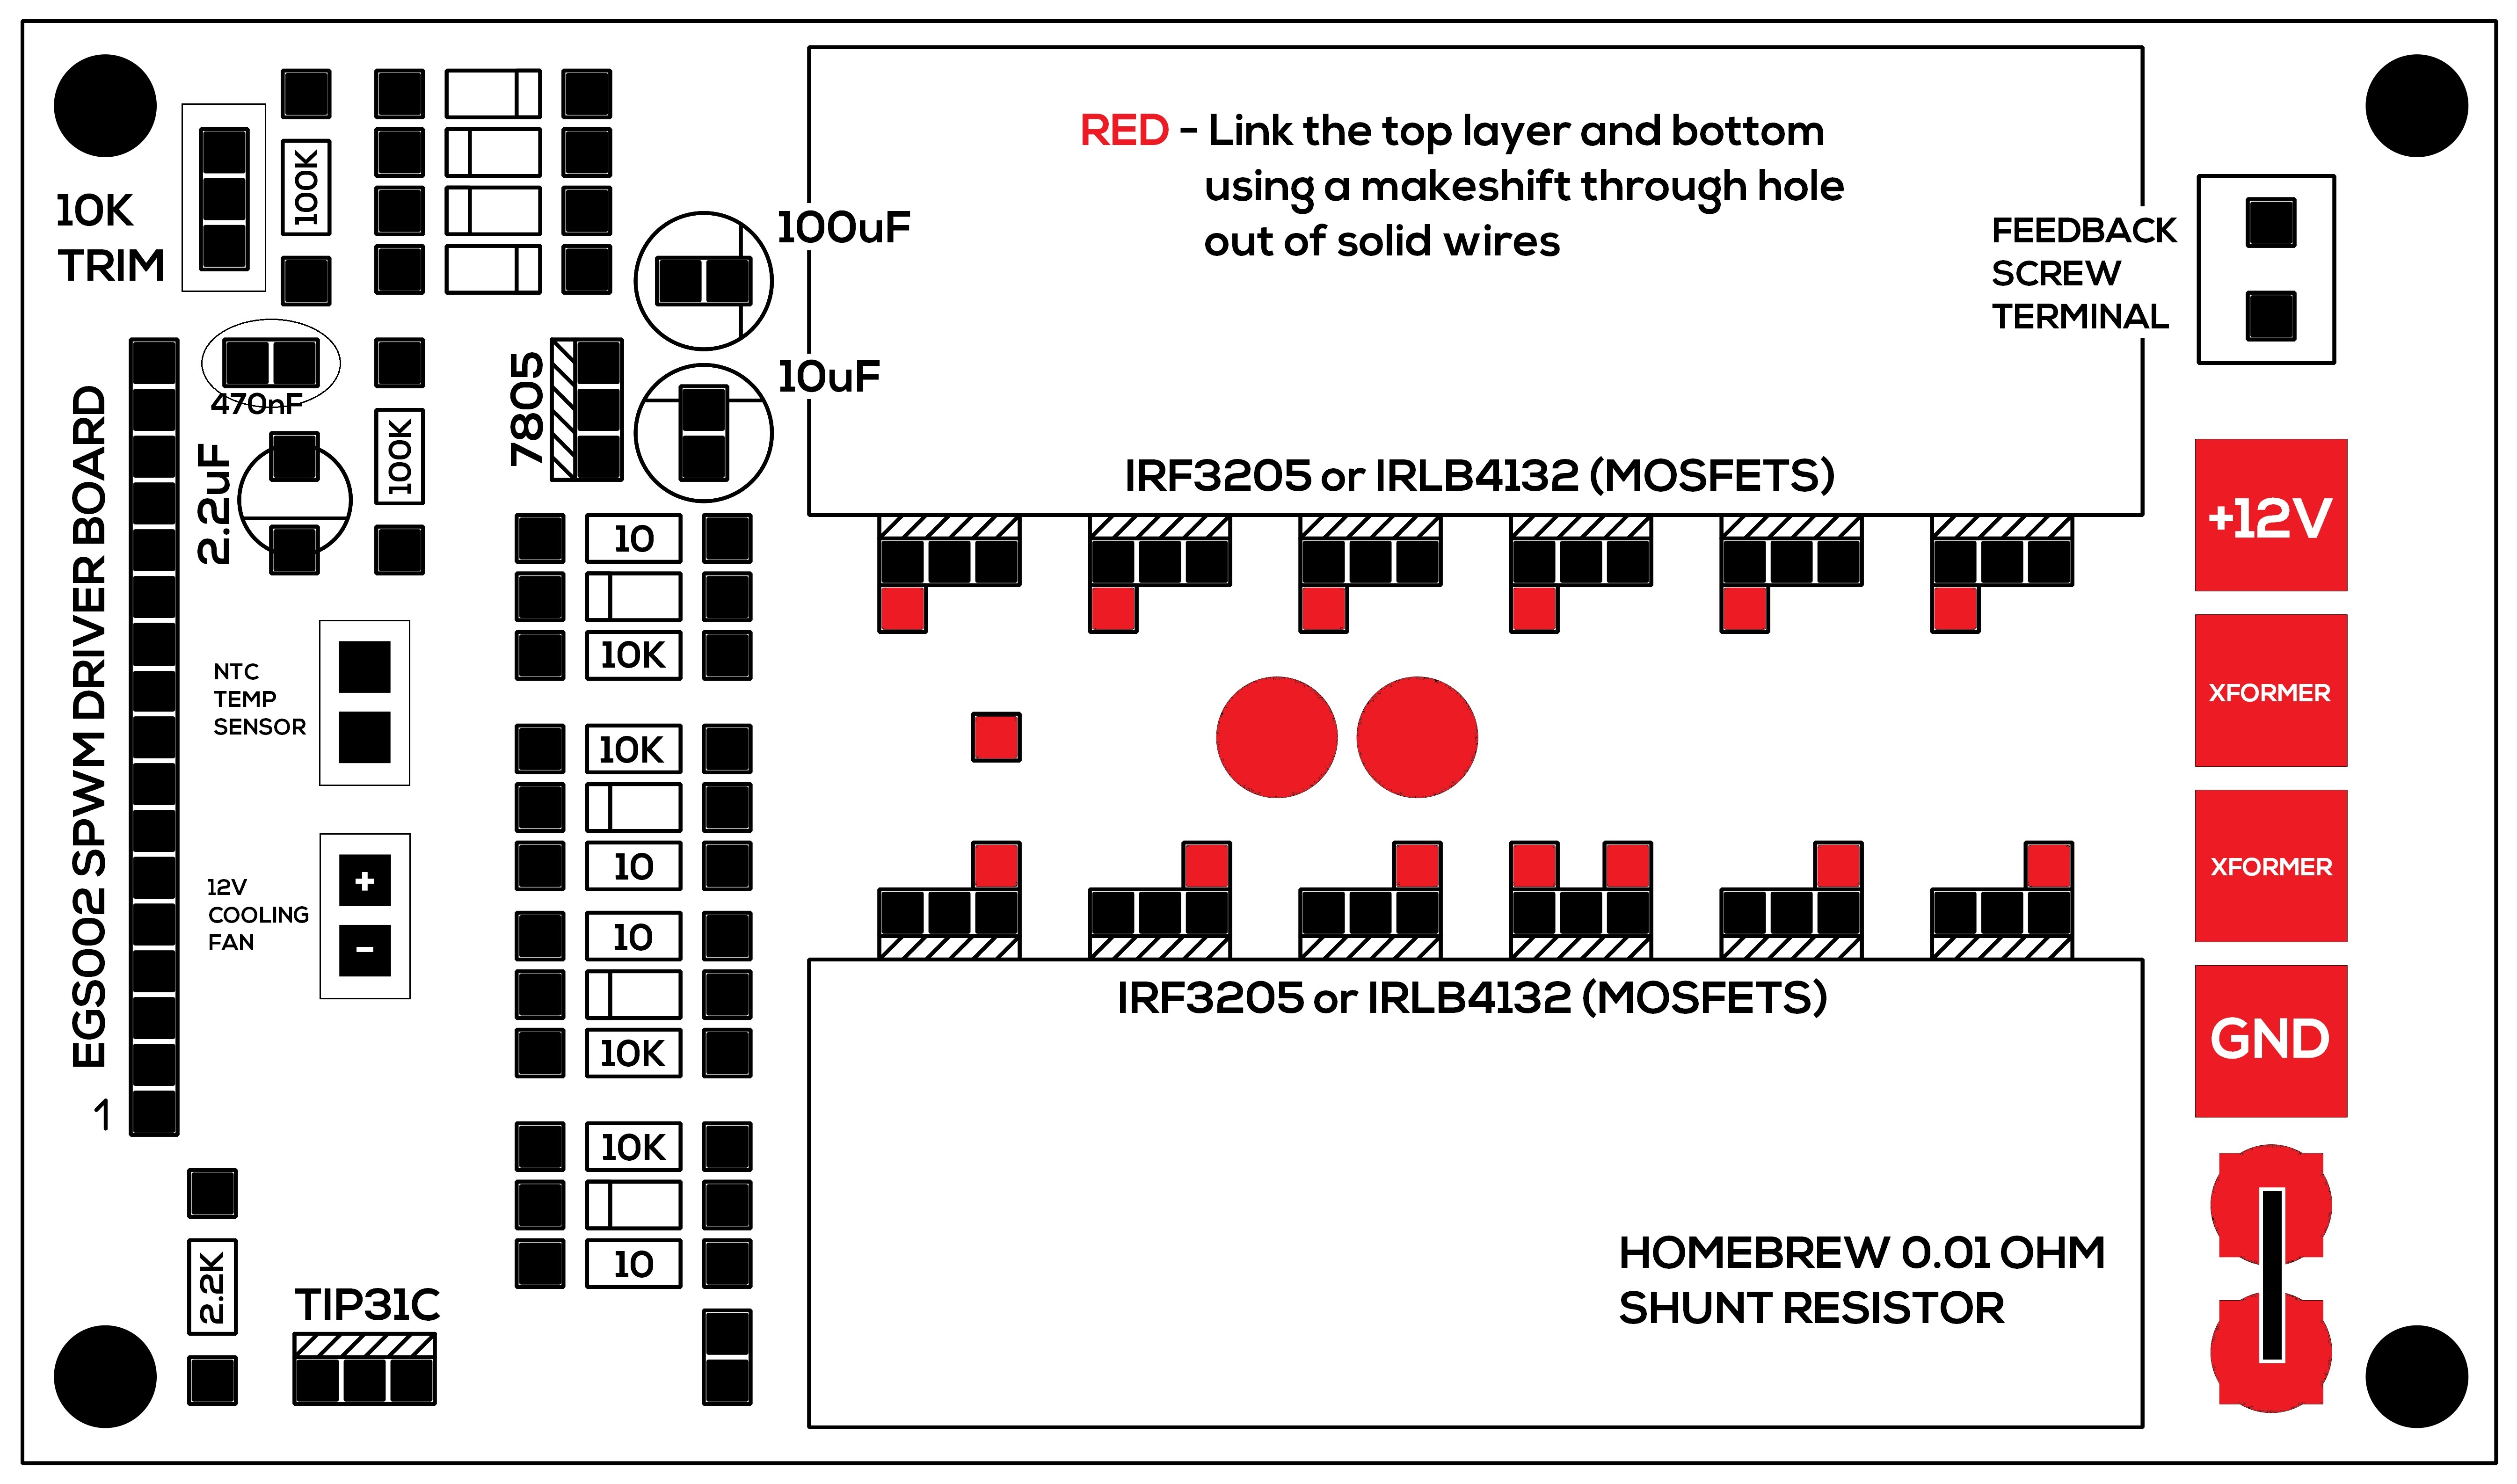 RED - Link the top layer and bottom
using a makeshift through hole
out of solid wires
10K
TRIM
100K
100uF
FEEDBACK
SCREW
TERMINAL
10uF
7805
470nF
100K
2.2uF
EGS002 SPWM DRIVER BOARD
1
IRF3205 or IRLB4132 (MOSFETS)
+12V
10
10K
NTC
TEMP
SENSOR
XFORMER
10K
10
XFORMER
12V
COOLING
FAN
+
-
10
10K
IRF3205 or IRLB4132 (MOSFETS)
GND
10K
10
2.2K
TIP31C
HOMEBREW 0.01 OHM
SHUNT RESISTOR